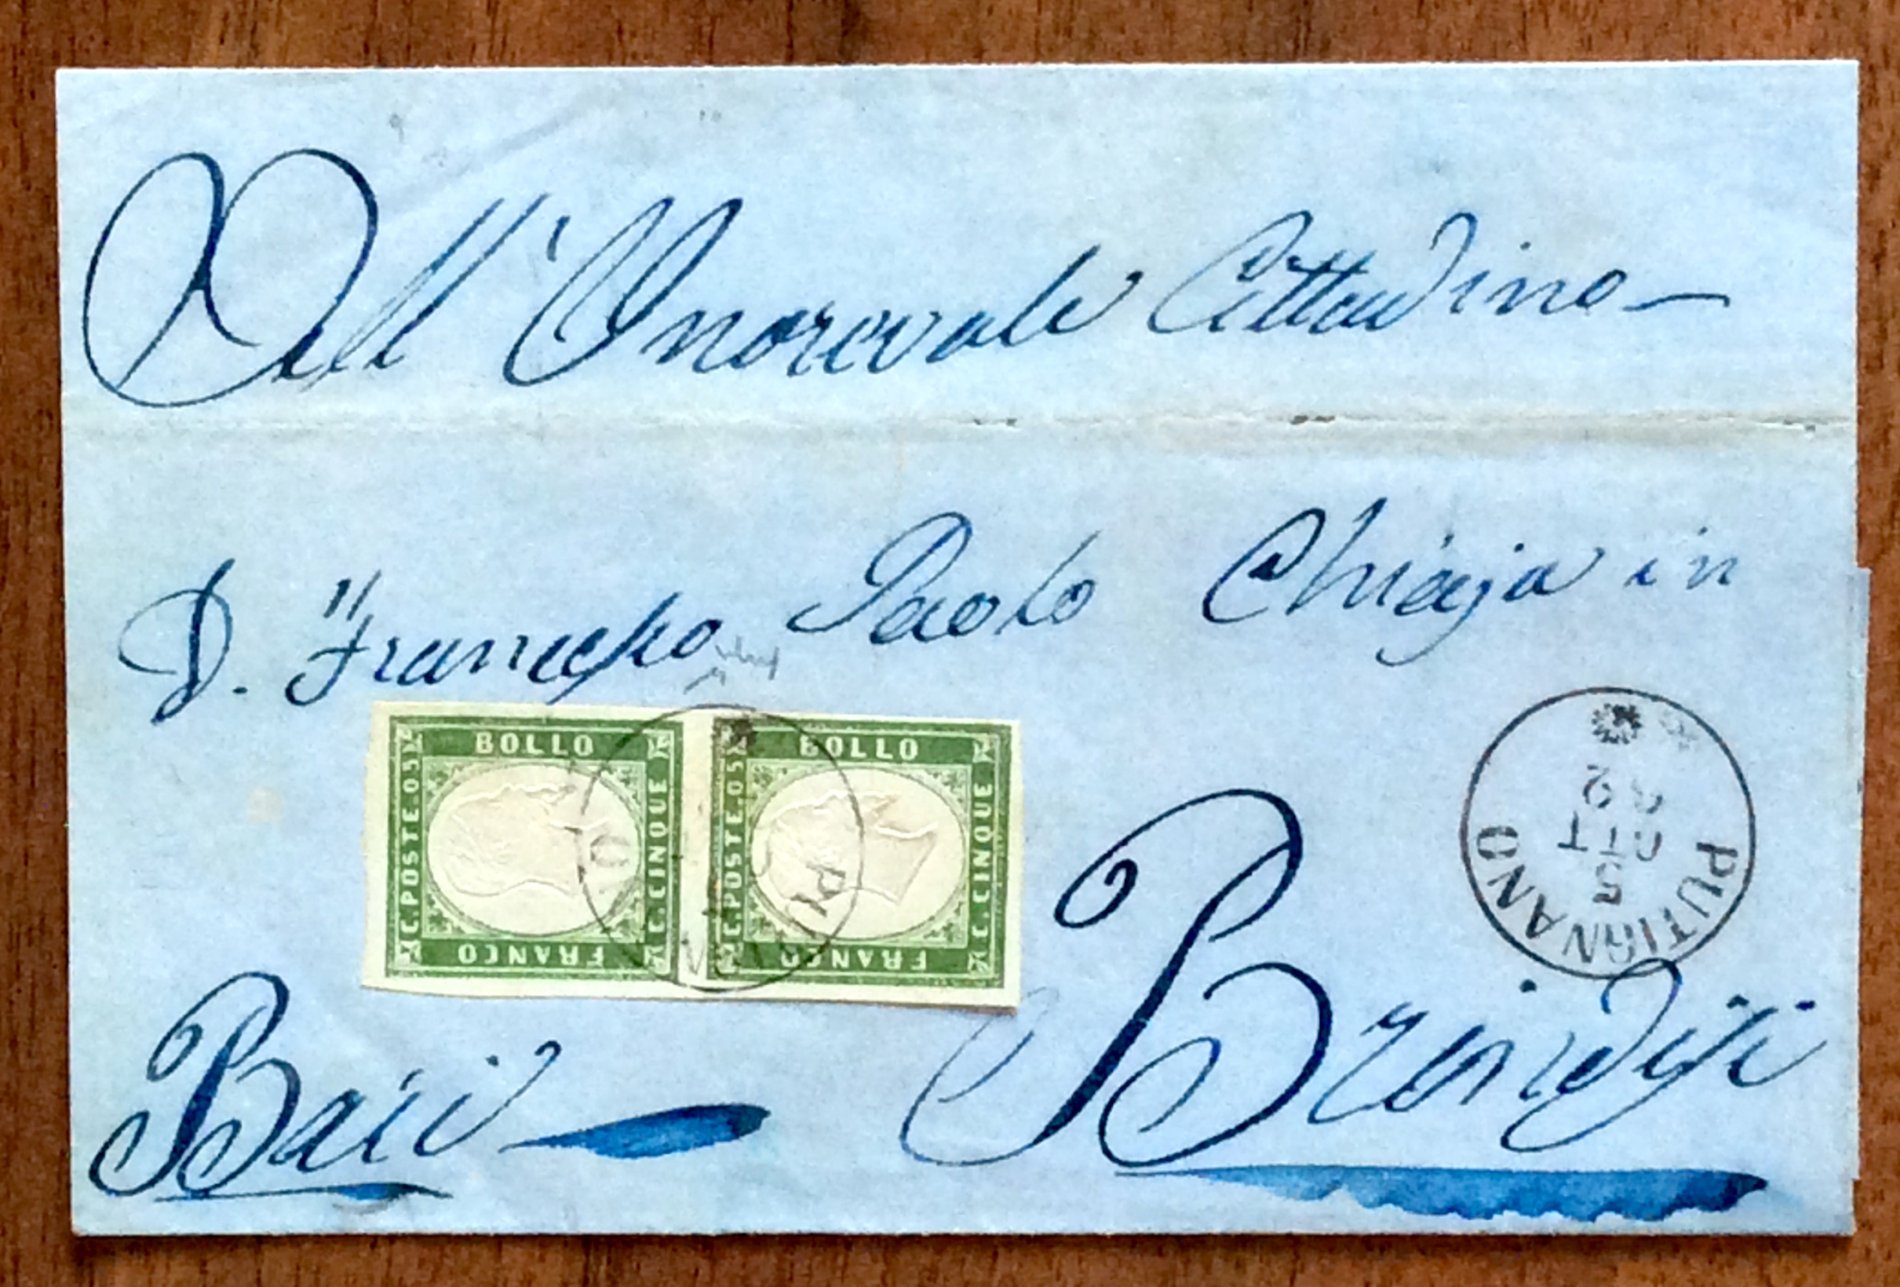 All'Onorevole Cittadino
D. Francesco Paolo Chiaja in
BOLLO
C. POSTE. 05
C. CINQUE
FRANCO
BOLLO
C. POSTE. 05
C. CINQUE
FRANCO
PUTIGNANO
5
OTT
62
Bari
Brindisi